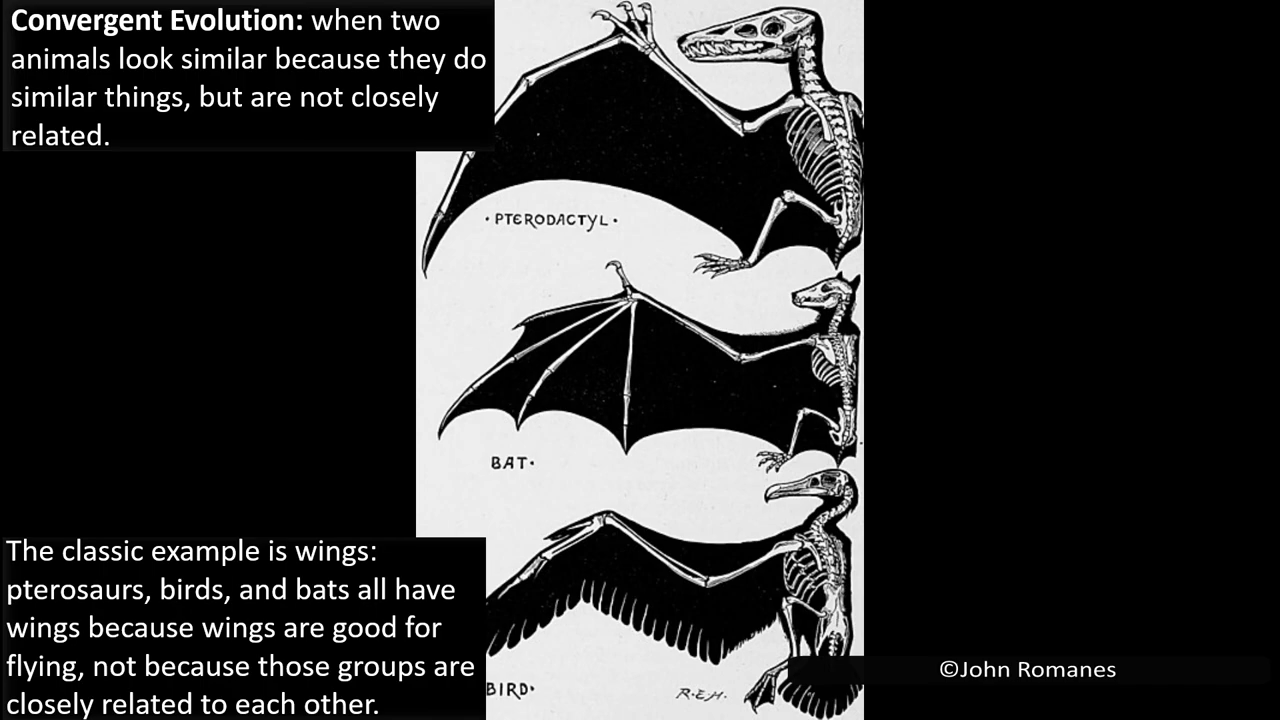 Convergent Evolution: when two
animals look similar because they do
similar things, but are not closely
related.
· PTERODACTYL ·
BAT·
The classic example is wings:
pterosaurs, birds, and bats all have
wings because wings are good for
flying, not because those groups are
closely related to each other.
BIRD·
R.E.H.
©John Romanes